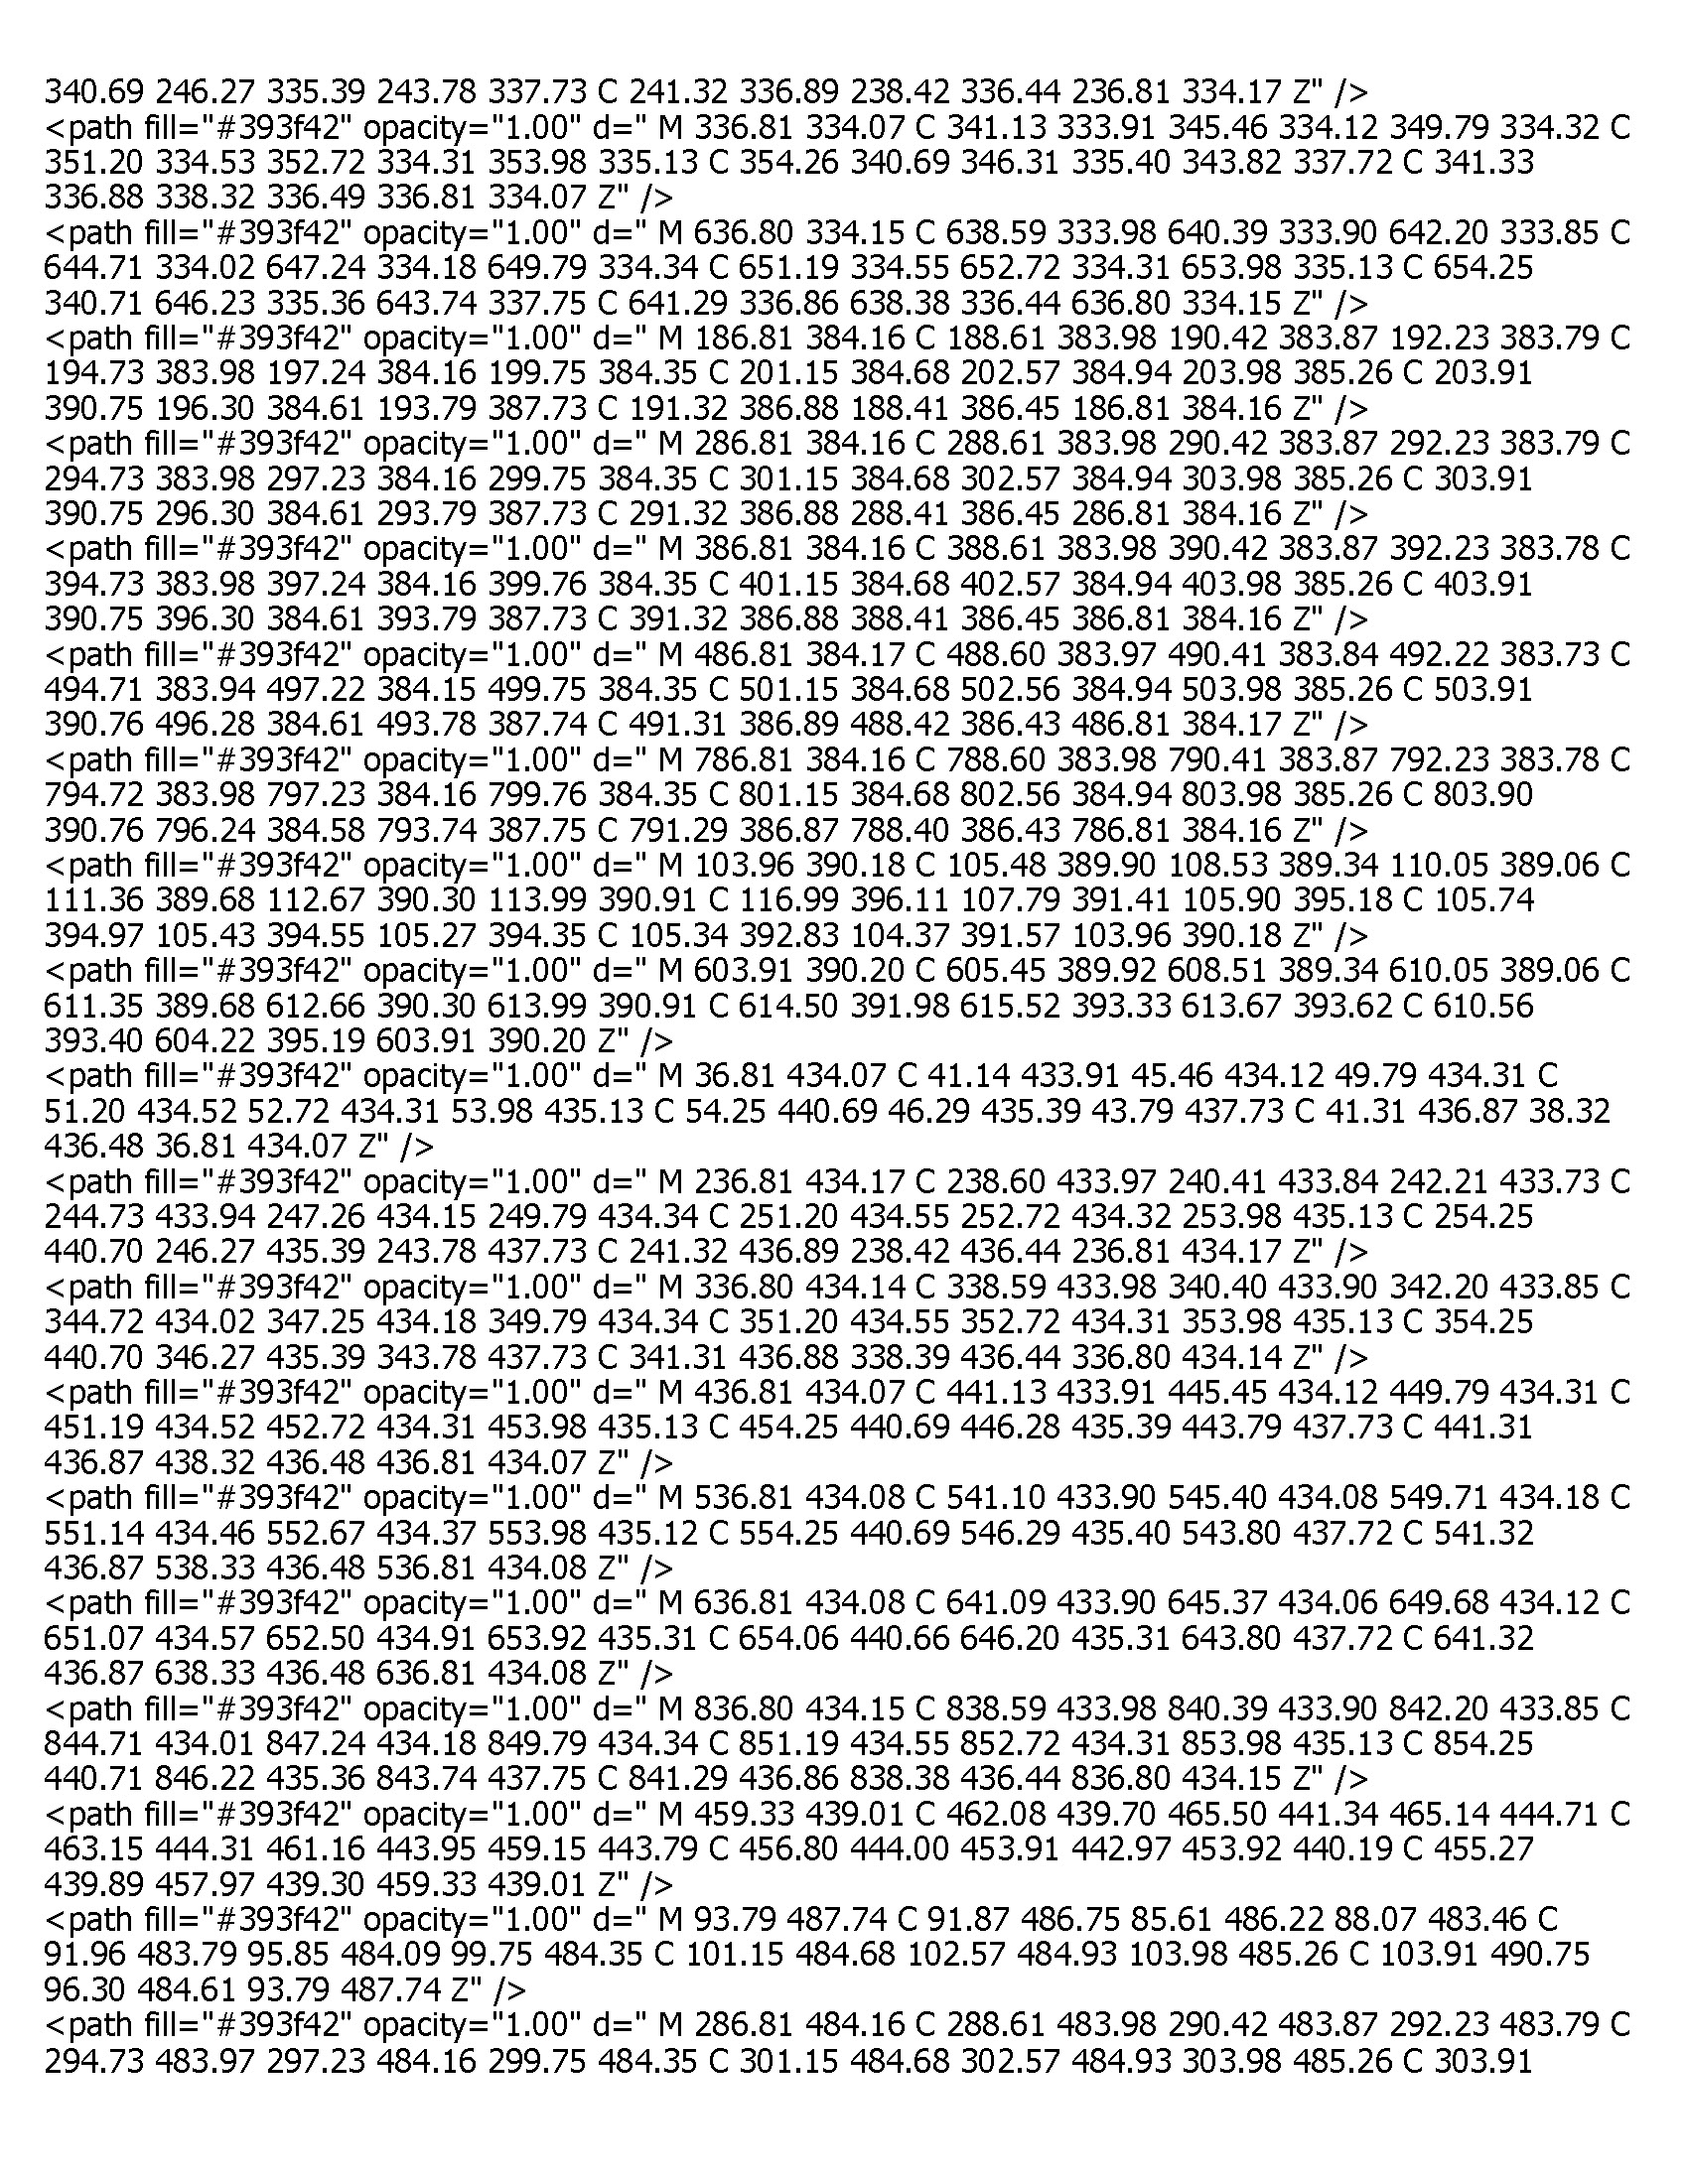 340.69 246.27 335.39 243.78 337.73 C 241.32 336.89 238.42 336.44 236.81 334.17 Z" />
<path fill="#393f42" opacity="1.00" d=" M 336.81 334.07 C 341.13 333.91 345.46 334.12 349.79 334.32 C
351.20 334.53 352.72 334.31 353.98 335.13 C 354.26 340.69 346.31 335.40 343.82 337.72 C 341.33
336.88 338.32 336.49 336.81 334.07 Z" />
<path fill="#393f42" opacity="1.00" d=" M 636.80 334.15 C 638.59 333.98 640.39 333.90 642.20 333.85 C
644.71 334.02 647.24 334.18 649.79 334.34 C 651.19 334.55 652.72 334.31 653.98 335.13 C 654.25
340.71 646.23 335.36 643.74 337.75 C 641.29 336.86 638.38 336.44 636.80 334.15 Z" />
<path fill="#393f42" opacity="1.00" d=" M 186.81 384.16 C 188.61 383.98 190.42 383.87 192.23 383.79 C
194.73 383.98 197.24 384.16 199.75 384.35 C 201.15 384.68 202.57 384.94 203.98 385.26 C 203.91
390.75 196.30 384.61 193.79 387.73 C 191.32 386.88 188.41 386.45 186.81 384.16 Z" />
<path fill="#393f42" opacity="1.00" d=" M 286.81 384.16 C 288.61 383.98 290.42 383.87 292.23 383.79 C
294.73 383.98 297.23 384.16 299.75 384.35 C 301.15 384.68 302.57 384.94 303.98 385.26 C 303.91
390.75 296.30 384.61 293.79 387.73 C 291.32 386.88 288.41 386.45 286.81 384.16 Z" />
<path fill="#393f42" opacity="1.00" d=" M 386.81 384.16 C 388.61 383.98 390.42 383.87 392.23 383.78 C
394.73 383.98 397.24 384.16 399.76 384.35 C 401.15 384.68 402.57 384.94 403.98 385.26 C 403.91
390.75 396.30 384.61 393.79 387.73 C 391.32 386.88 388.41 386.45 386.81 384.16 Z" />
<path fill="#393f42" opacity="1.00" d=" M 486.81 384.17 C 488.60 383.97 490.41 383.84 492.22 383.73 C
494.71 383.94 497.22 384.15 499.75 384.35 C 501.15 384.68 502.56 384.94 503.98 385.26 C 503.91
390.76 496.28 384.61 493.78 387.74 C 491.31 386.89 488.42 386.43 486.81 384.17 Z" />
<path fill="#393f42" opacity="1.00" d=" M 786.81 384.16 C 788.60 383.98 790.41 383.87 792.23 383.78 C
794.72 383.98 797.23 384.16 799.76 384.35 C 801.15 384.68 802.56 384.94 803.98 385.26 C 803.90
390.76 796.24 384.58 793.74 387.75 C 791.29 386.87 788.40 386.43 786.81 384.16 Z" />
<path fill="#393f42" opacity="1.00" d=" M 103.96 390.18 C 105.48 389.90 108.53 389.34 110.05 389.06 C
111.36 389.68 112.67 390.30 113.99 390.91 C 116.99 396.11 107.79 391.41 105.90 395.18 C 105.74
394.97 105.43 394.55 105.27 394.35 C 105.34 392.83 104.37 391.57 103.96 390.18 Z" />
<path fill="#393f42" opacity="1.00" d=" M 603.91 390.20 C 605.45 389.92 608.51 389.34 610.05 389.06 C
611.35 389.68 612.66 390.30 613.99 390.91 C 614.50 391.98 615.52 393.33 613.67 393.62 C 610.56
393.40 604.22 395.19 603.91 390.20 Z" />
<path fill="#393f42" opacity="1.00" d=" M 36.81 434.07 C 41.14 433.91 45.46 434.12 49.79 434.31 C
51.20 434.52 52.72 434.31 53.98 435.13 C 54.25 440.69 46.29 435.39 43.79 437.73 C 41.31 436.87 38.32
436.48 36.81 434.07 Z" />
<path fill="#393f42" opacity="1.00" d=" M 236.81 434.17 C 238.60 433.97 240.41 433.84 242.21 433.73 C
244.73 433.94 247.26 434.15 249.79 434.34 C 251.20 434.55 252.72 434.32 253.98 435.13 C 254.25
440.70 246.27 435.39 243.78 437.73 C 241.32 436.89 238.42 436.44 236.81 434.17 Z" />
<path fill="#393f42" opacity="1.00" d=" M 336.80 434.14 C 338.59 433.98 340.40 433.90 342.20 433.85 C
344.72 434.02 347.25 434.18 349.79 434.34 C 351.20 434.55 352.72 434.31 353.98 435.13 C 354.25
440.70 346.27 435.39 343.78 437.73 C 341.31 436.88 338.39 436.44 336.80 434.14 Z" />
<path fill="#393f42" opacity="1.00" d=" M 436.81 434.07 C 441.13 433.91 445.45 434.12 449.79 434.31 C
451.19 434.52 452.72 434.31 453.98 435.13 C 454.25 440.69 446.28 435.39 443.79 437.73 C 441.31
436.87 438.32 436.48 436.81 434.07 Z" />
<path fill="#393f42" opacity="1.00" d=" M 536.81 434.08 C 541.10 433.90 545.40 434.08 549.71 434.18 C
551.14 434.46 552.67 434.37 553.98 435.12 C 554.25 440.69 546.29 435.40 543.80 437.72 C 541.32
436.87 538.33 436.48 536.81 434.08 Z" />
<path fill="#393f42" opacity="1.00" d=" M 636.81 434.08 C 641.09 433.90 645.37 434.06 649.68 434.12 C
651.07 434.57 652.50 434.91 653.92 435.31 C 654.06 440.66 646.20 435.31 643.80 437.72 C 641.32
436.87 638.33 436.48 636.81 434.08 Z" />
<path fill="#393f42" opacity="1.00" d=" M 836.80 434.15 C 838.59 433.98 840.39 433.90 842.20 433.85 C
844.71 434.01 847.24 434.18 849.79 434.34 C 851.19 434.55 852.72 434.31 853.98 435.13 C 854.25
440.71 846.22 435.36 843.74 437.75 C 841.29 436.86 838.38 436.44 836.80 434.15 Z" />
<path fill="#393f42" opacity="1.00" d=" M 459.33 439.01 C 462.08 439.70 465.50 441.34 465.14 444.71 C
463.15 444.31 461.16 443.95 459.15 443.79 C 456.80 444.00 453.91 442.97 453.92 440.19 C 455.27
439.89 457.97 439.30 459.33 439.01 Z" />
<path fill="#393f42" opacity="1.00" d=" M 93.79 487.74 C 91.87 486.75 85.61 486.22 88.07 483.46 C
91.96 483.79 95.85 484.09 99.75 484.35 C 101.15 484.68 102.57 484.93 103.98 485.26 C 103.91 490.75
96.30 484.61 93.79 487.74 Z" />
<path fill="#393f42" opacity="1.00" d=" M 286.81 484.16 C 288.61 483.98 290.42 483.87 292.23 483.79 C
294.73 483.97 297.23 484.16 299.75 484.35 C 301.15 484.68 302.57 484.93 303.98 485.26 C 303.91